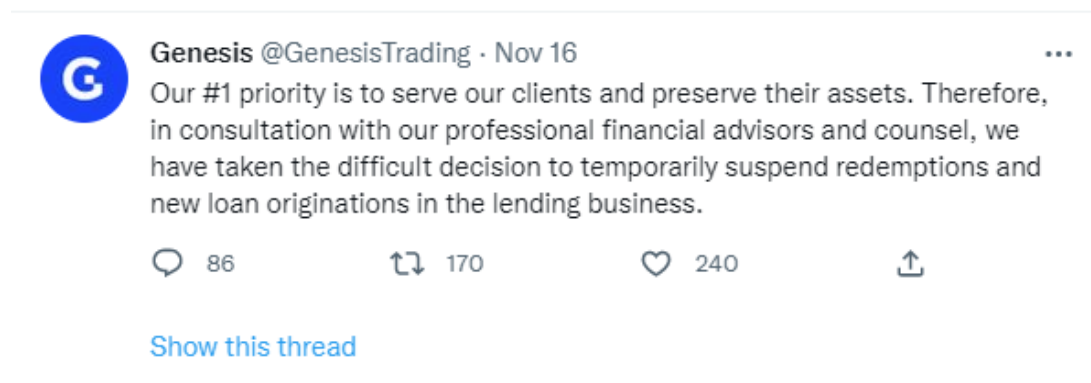 Genesis @GenesisTrading · Nov 16
Our #1 priority is to serve our clients and preserve their assets. Therefore,
in consultation with our professional financial advisors and counsel, we
have taken the difficult decision to temporarily suspend redemptions and
new loan originations in the lending business.
86 170 240
Show this thread